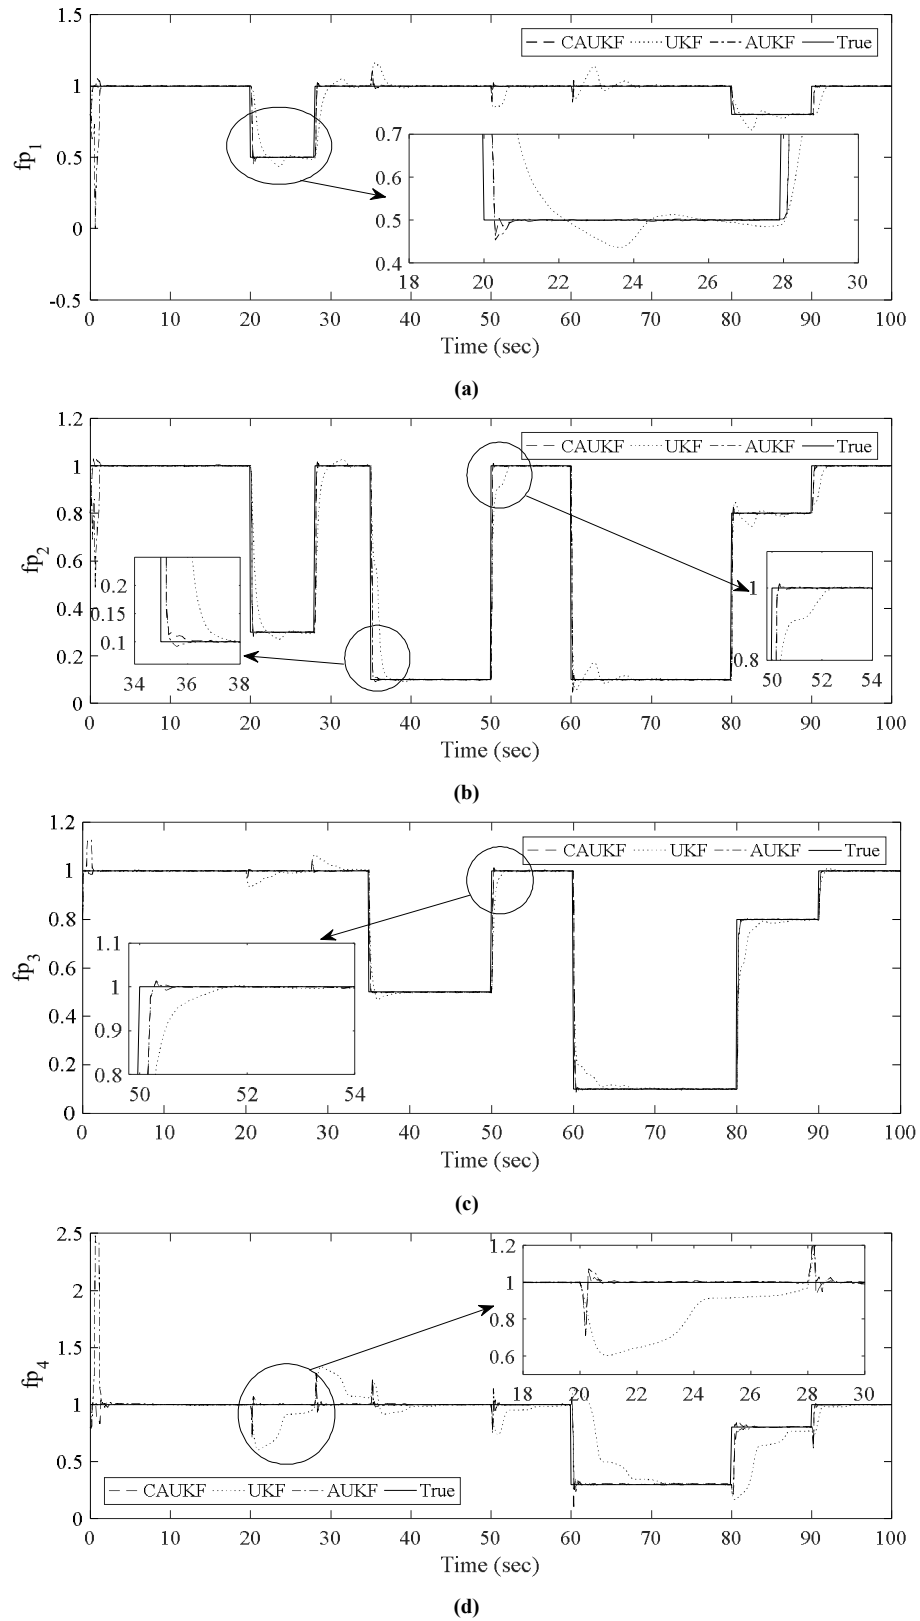 1.5
CAUKF UKF AUKF True
1
0.7
0.6
fp1
0.5
0.5
0.4
18 20 22 24 26 28 30
0
-0.5
0 10 20 30 40 50 60 70 80 90 100
Time (sec)
(a)
1.2
CAUKF UKF AUKF True
1
0.8
0.2
0.15
0.1
34 36 38
1
0.8
50 52 54
fp2
0.6
0.4
0.2
0
0 10 20 30 40 50 60 70 80 90 100
Time (sec)
(b)
1.2
CAUKF UKF AUKF True
1
0.8
1.1
1
0.9
0.8
50 52 54
fp3
0.6
0.4
0.2
0
0 10 20 30 40 50 60 70 80 90 100
Time (sec)
(c)
2.5
1.2
1
0.8
0.6
18 20 22 24 26 28 30
2
1.5
fp4
1
0.5
CAUKF UKF AUKF True
0
0 10 20 30 40 50 60 70 80 90 100
Time (sec)
(d)